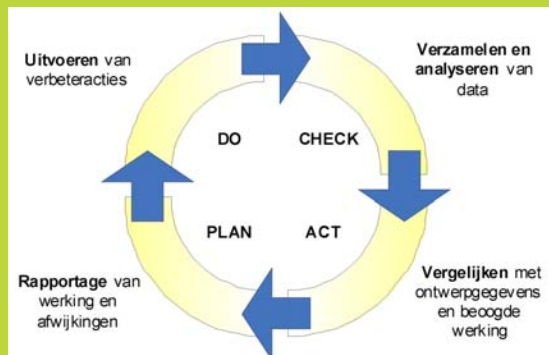 Uitvoeren van
verbeteracties
Verzamelen en
analyseren van
data
DO
CHECK
PLAN
ACT
Rapportage van
werking en
afwijkingen
Vergelijken met
ontwerpgegevens
en beoogde
werking